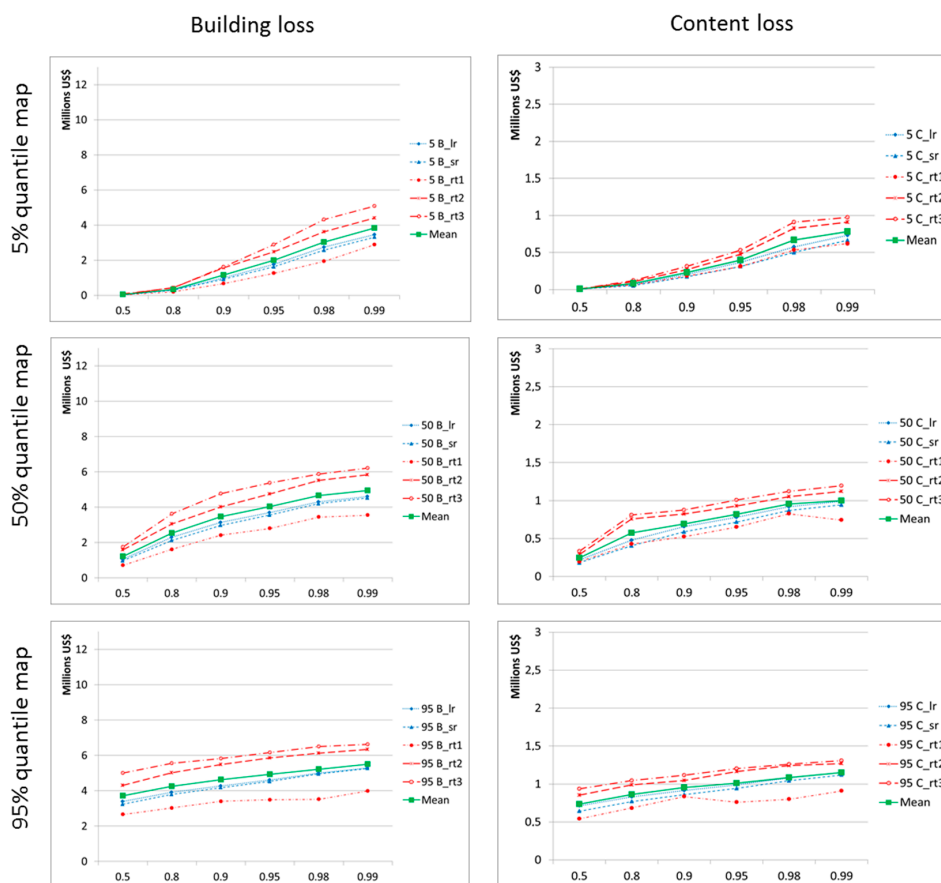 Building loss
Content loss
5% quantile map
Millions US$
12
10
8
6
4
2
0
0.5 0.8 0.9 0.95 0.98 0.99
5 B_lr
5 B_sr
5 B_rt1
5 B_rt2
5 B_rt3
Mean
Millions US$
3
2,5
2
1.5
1
0.5
0
0.5 0.8 0.9 0.95 0.98 0.99
5 C_lr
5 C_sr
5 C_rt1
5 C_rt2
5 C_rt3
Mean
50% quantile map
Millions US$
12
10
8
6
4
2
0
0.5 0.8 0.9 0.95 0.98 0.99
50 B_lr
50 B_sr
50 B_rt1
50 B_rt2
50 B_rt3
Mean
Millions US$
3
2,5
2
1.5
1
0.5
0
0.5 0.8 0.9 0.95 0.98 0.99
50 C_lr
50 C_sr
50 C_rt1
50 C_rt2
50 C_rt3
Mean
95% quantile map
Millions US$
12
10
8
6
4
2
0
0.5 0.8 0.9 0.95 0.98 0.99
95 B_lr
95 B_sr
95 B_rt1
95 B_rt2
95 B_rt3
Mean
Millions US$
3
2,5
2
1.5
1
0.5
0
0.5 0.8 0.9 0.95 0.98 0.99
95 C_lr
95 C_sr
95 C_rt1
95 C_rt2
95 C_rt3
Mean